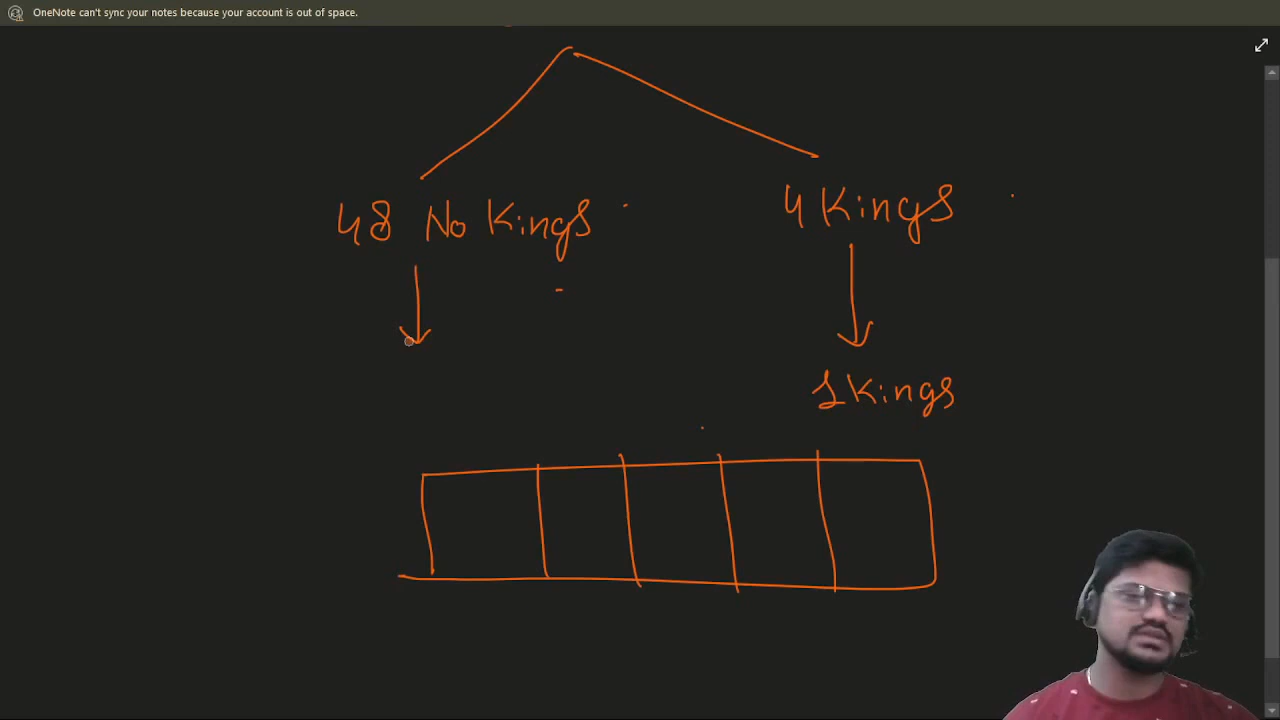 OneNote can't sync your notes because your account is out of space.
48 No Kings
4 Kings
1 Kings